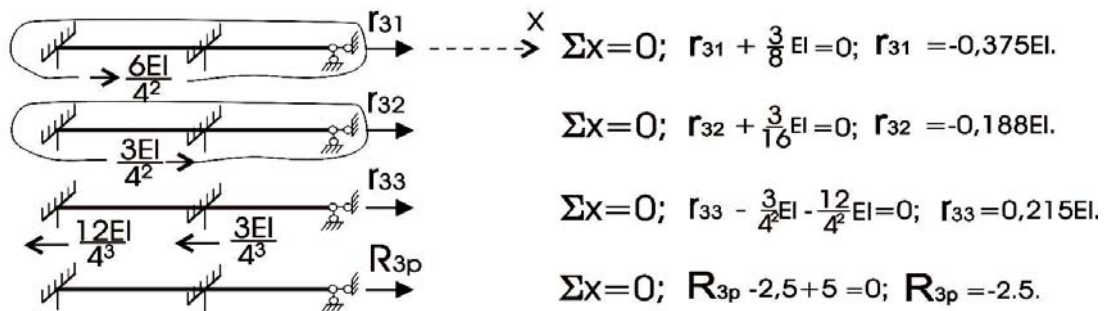 r31 x Σx=0; r31 + 3/8 EI=0; r31 =-0,375EI.
6EI/4²
r32 Σx=0; r32 + 3/16 EI=0; r32 =-0,188EI.
3EI/4²
r33 Σx=0; r33 - 3/4² EI - 12/4² EI=0; r33=0,215EI.
12EI/4³ 3EI/4³
R3p Σx=0; R3p -2,5+5 =0; R3p =-2.5.